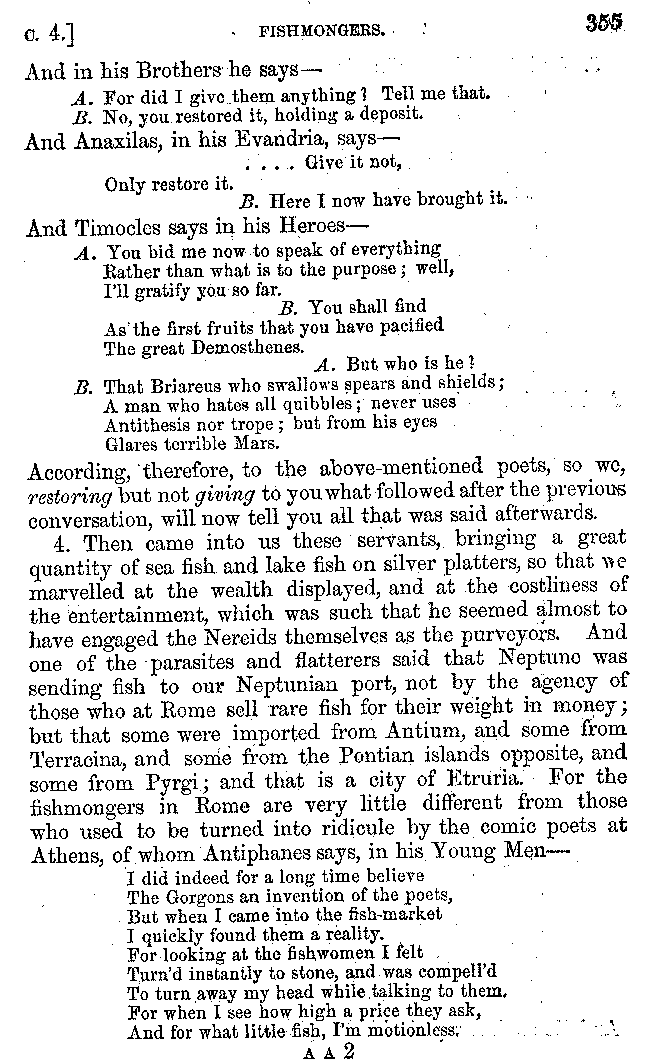 c. 4.] FISHMONGERS. 355
And in his Brothers he says—
A. For did I give them anything? Tell me that.
B. No, you restored it, holding a deposit.
And Anaxilas, in his Evandria, says—
. . . . Give it not,
Only restore it.
B. Here I now have brought it.
And Timocles says in his Heroes—
A. You bid me now to speak of everything
Rather than what is to the purpose; well,
I'll gratify you so far.
B. You shall find
As the first fruits that you have pacified
The great Demosthenes.
A. But who is he?
B. That Briareus who swallows spears and shields;
A man who hates all quibbles; never uses
Antithesis nor trope; but from his eyes
Glares terrible Mars.
According, therefore, to the above-mentioned poets, so we,
restoring but not giving to you what followed after the previous
conversation, will now tell you all that was said afterwards.
4. Then came into us these servants, bringing a great
quantity of sea fish and lake fish on silver platters, so that we
marvelled at the wealth displayed, and at the costliness of
the entertainment, which was such that he seemed almost to
have engaged the Nereids themselves as the purveyors. And
one of the parasites and flatterers said that Neptune was
sending fish to our Neptunian port, not by the agency of
those who at Rome sell rare fish for their weight in money;
but that some were imported from Antium, and some from
Terracina, and some from the Pontian islands opposite, and
some from Pyrgi; and that is a city of Etruria. For the
fishmongers in Rome are very little different from those
who used to be turned into ridicule by the comic poets at
Athens, of whom Antiphanes says, in his Young Men—
I did indeed for a long time believe
The Gorgons an invention of the poets,
But when I came into the fish-market
I quickly found them a reality.
For looking at the fishwomen I felt
Turn'd instantly to stone, and was compell'd
To turn away my head while talking to them.
For when I see how high a price they ask,
And for what little fish, I'm motionless.
A A 2